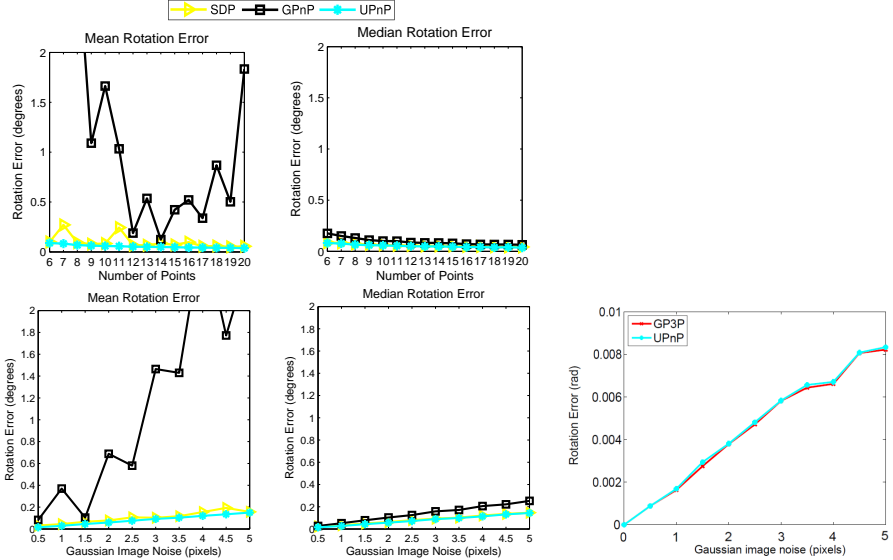 SDP GPnP UPnP
Mean Rotation Error
Rotation Error (degrees)
2
1.5
1
0.5
0
6 7 8 9 10 11 12 13 14 15 16 17 18 19 20
Number of Points
Median Rotation Error
Rotation Error (degrees)
2
1.5
1
0.5
0
6 7 8 9 10 11 12 13 14 15 16 17 18 19 20
Number of Points
Mean Rotation Error
Rotation Error (degrees)
2
1.8
1.6
1.4
1.2
1
0.8
0.6
0.4
0.2
0
0.5 1 1.5 2 2.5 3 3.5 4 4.5 5
Gaussian Image Noise (pixels)
Median Rotation Error
Rotation Error (degrees)
2
1.8
1.6
1.4
1.2
1
0.8
0.6
0.4
0.2
0
0.5 1 1.5 2 2.5 3 3.5 4 4.5 5
Gaussian Image Noise (pixels)
GP3P
UPnP
Rotation Error (rad)
0.01
0.008
0.006
0.004
0.002
0
0 1 2 3 4 5
Gaussian image noise (pixels)